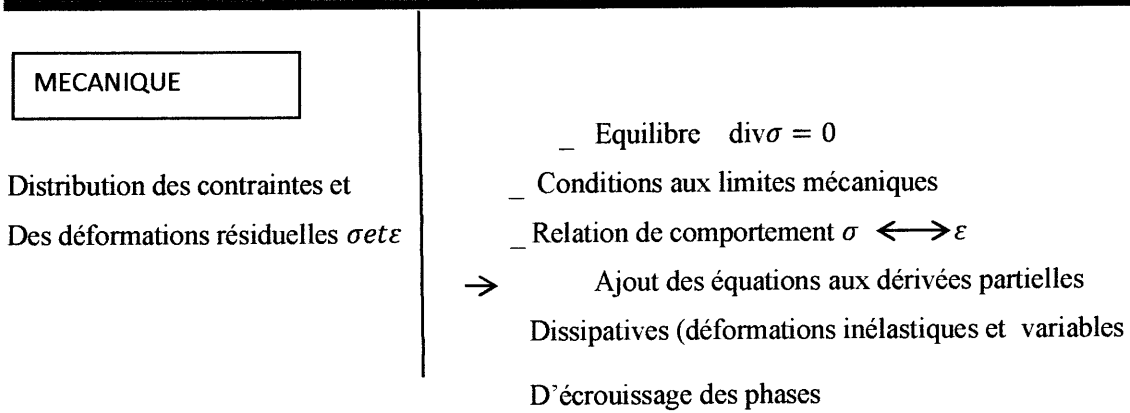 MECANIQUE
Distribution des contraintes et
Des déformations résiduelles σetε
_ Equilibre divσ = 0
_ Conditions aux limites mécaniques
_ Relation de comportement σ ⟷ ε
→ Ajout des équations aux dérivées partielles
Dissipatives (déformations inélastiques et variables
D'écrouissage des phases